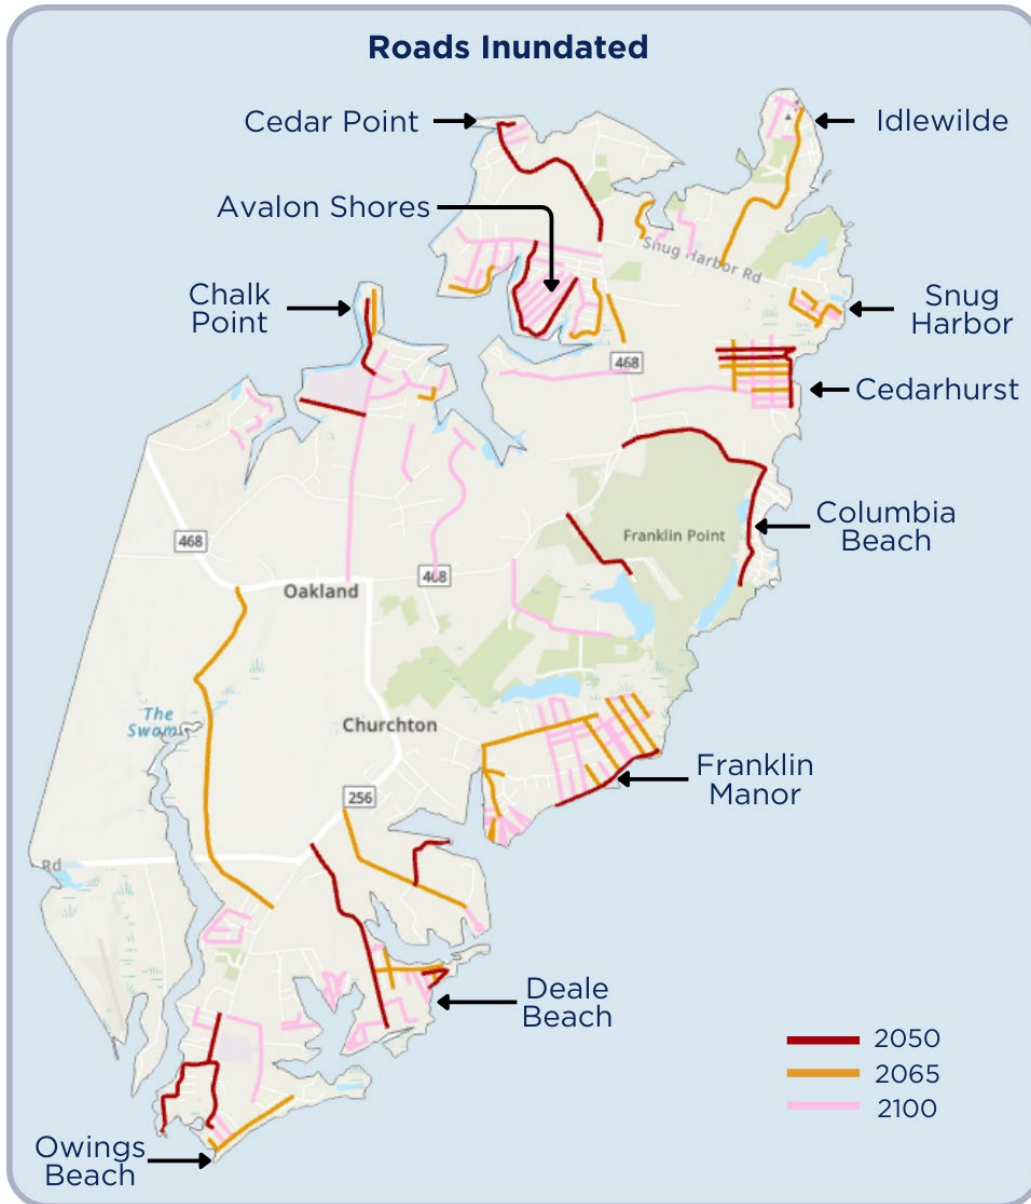 Roads Inundated
Cedar Point
Idlewilde
Avalon Shores
Snug Harbor Rd
Chalk
Point
Snug
Harbor
468
Cedarhurst
Columbia
Beach
468
Franklin Point
468
Oakland
The
Swamp
Churchton
Franklin
Manor
256
Rd
Deale
Beach
2050
2065
2100
Owings
Beach